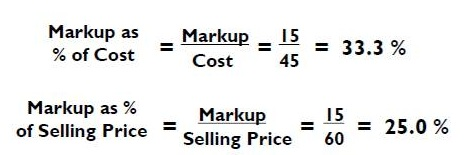 Markup as
% of Cost = Markup / Cost = 15 / 45 = 33.3 %
Markup as %
of Selling Price = Markup / Selling Price = 15 / 60 = 25.0 %